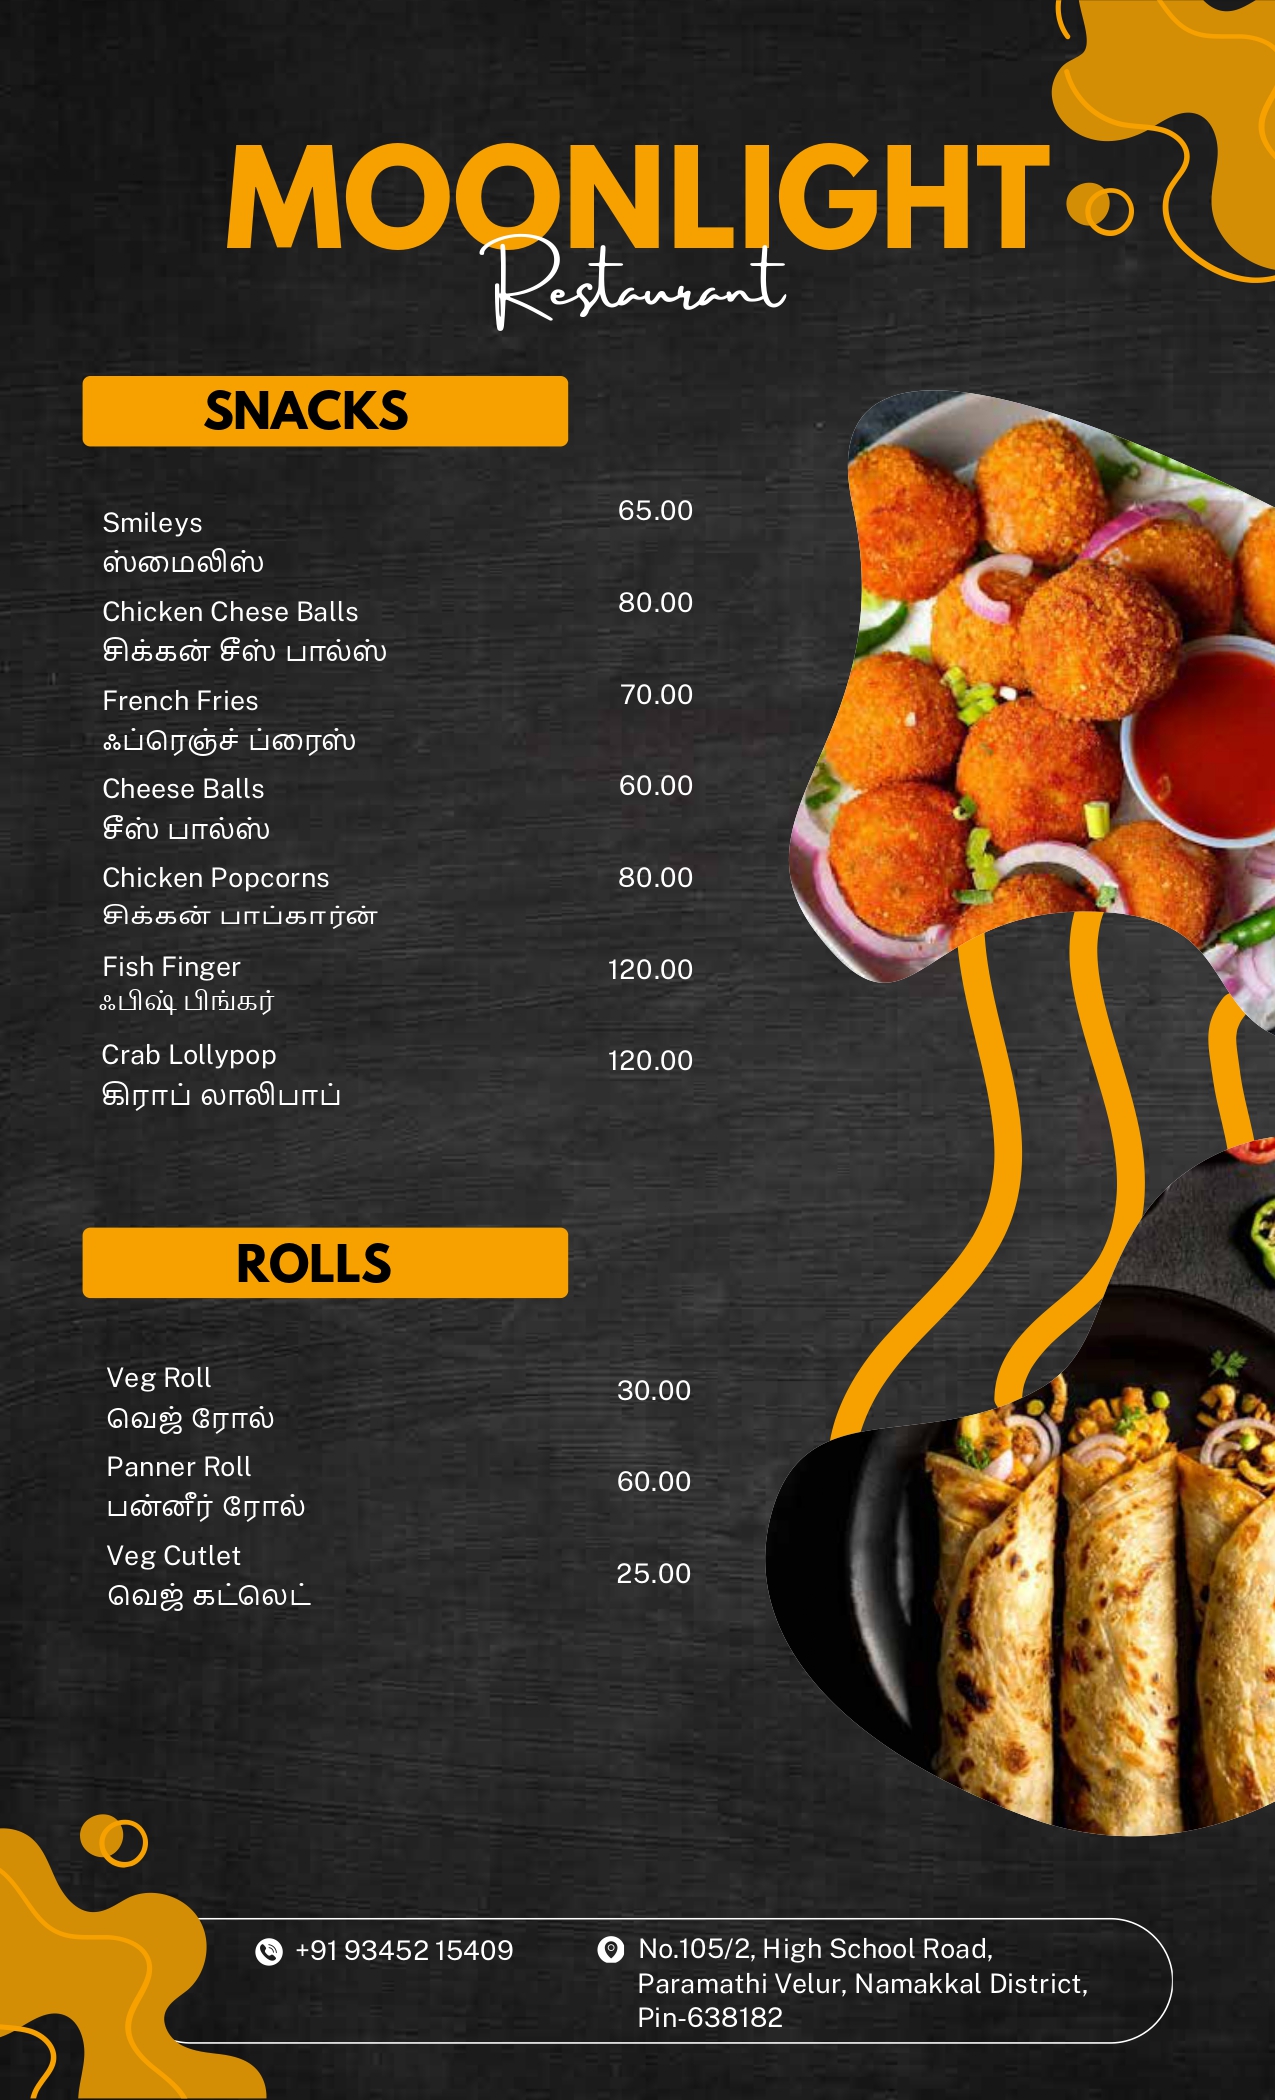 MOONLIGHT
Restaurant
SNACKS
Smileys 65.00
ஸ்மைலிஸ்
Chicken Chese Balls 80.00
சிக்கன் சீஸ் பால்ஸ்
French Fries 70.00
ஃப்ரெஞ்ச் ப்ரைஸ்
Cheese Balls 60.00
சீஸ் பால்ஸ்
Chicken Popcorns 80.00
சிக்கன் பாப்கார்ன்
Fish Finger 120.00
ஃபிஷ் பிங்கர்
Crab Lollypop 120.00
கிராப் லாலிபாப்
ROLLS
Veg Roll 30.00
வெஜ் ரோல்
Panner Roll 60.00
பன்னீர் ரோல்
Veg Cutlet 25.00
வெஜ் கட்லெட்
+91 93452 15409
No.105/2, High School Road,
Paramathi Velur, Namakkal District,
Pin-638182